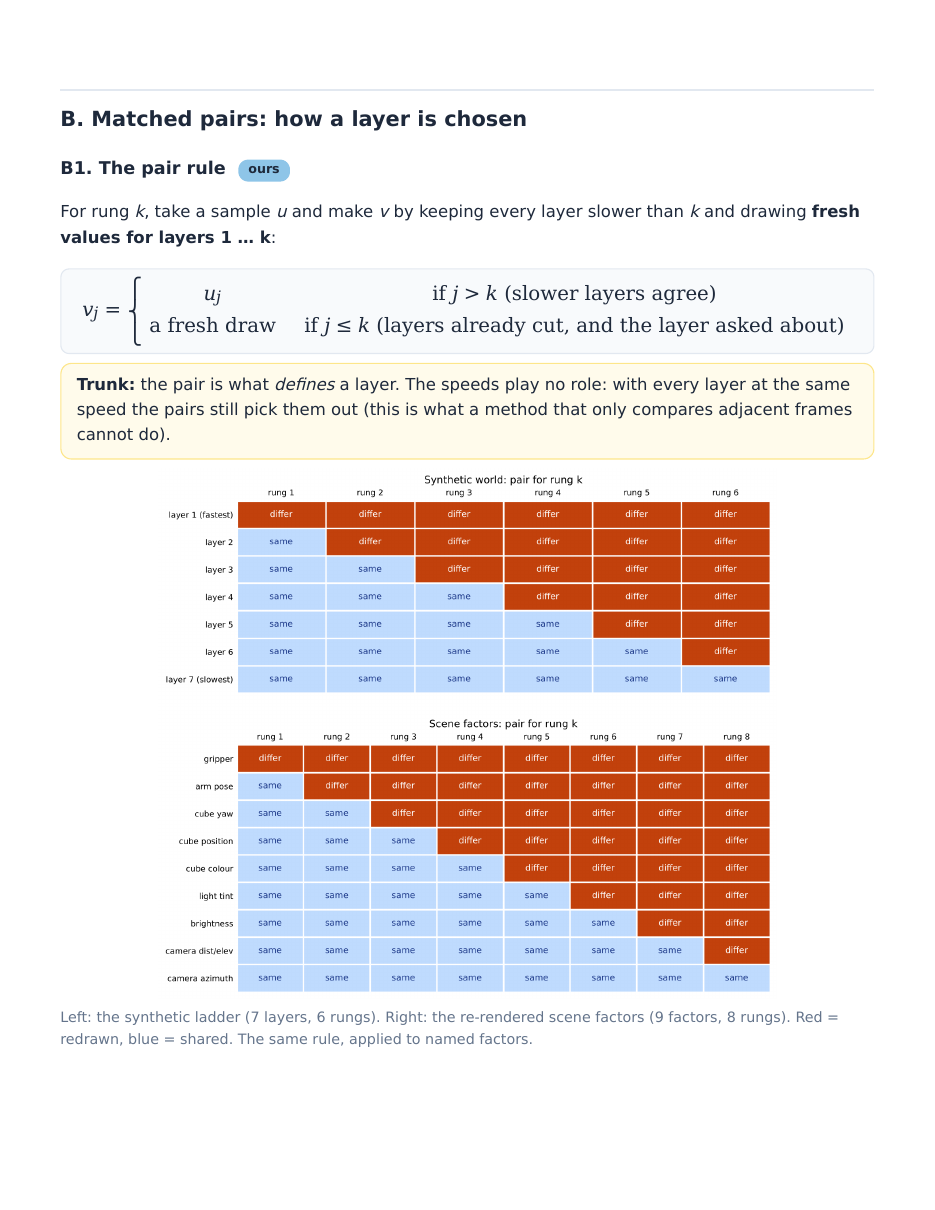 B. Matched pairs: how a layer is chosen
B1. The pair rule ours
For rung k, take a sample u and make v by keeping every layer slower than k and drawing fresh
values for layers 1 … k:
v_j = { u_j if j > k (slower layers agree)
a fresh draw if j ≤ k (layers already cut, and the layer asked about)
Trunk: the pair is what defines a layer. The speeds play no role: with every layer at the same
speed the pairs still pick them out (this is what a method that only compares adjacent frames
cannot do).
Synthetic world: pair for rung k
rung 1 rung 2 rung 3 rung 4 rung 5 rung 6
layer 1 (fastest) differ differ differ differ differ differ
layer 2 same differ differ differ differ differ
layer 3 same same differ differ differ differ
layer 4 same same same differ differ differ
layer 5 same same same same differ differ
layer 6 same same same same same differ
layer 7 (slowest) same same same same same same
Scene factors: pair for rung k
rung 1 rung 2 rung 3 rung 4 rung 5 rung 6 rung 7 rung 8
gripper differ differ differ differ differ differ differ differ
arm pose same differ differ differ differ differ differ differ
cube yaw same same differ differ differ differ differ differ
cube position same same same differ differ differ differ differ
cube colour same same same same differ differ differ differ
light tint same same same same same differ differ differ
brightness same same same same same same differ differ
camera dist/elev same same same same same same same differ
camera azimuth same same same same same same same same
Left: the synthetic ladder (7 layers, 6 rungs). Right: the re-rendered scene factors (9 factors, 8 rungs). Red =
redrawn, blue = shared. The same rule, applied to named factors.